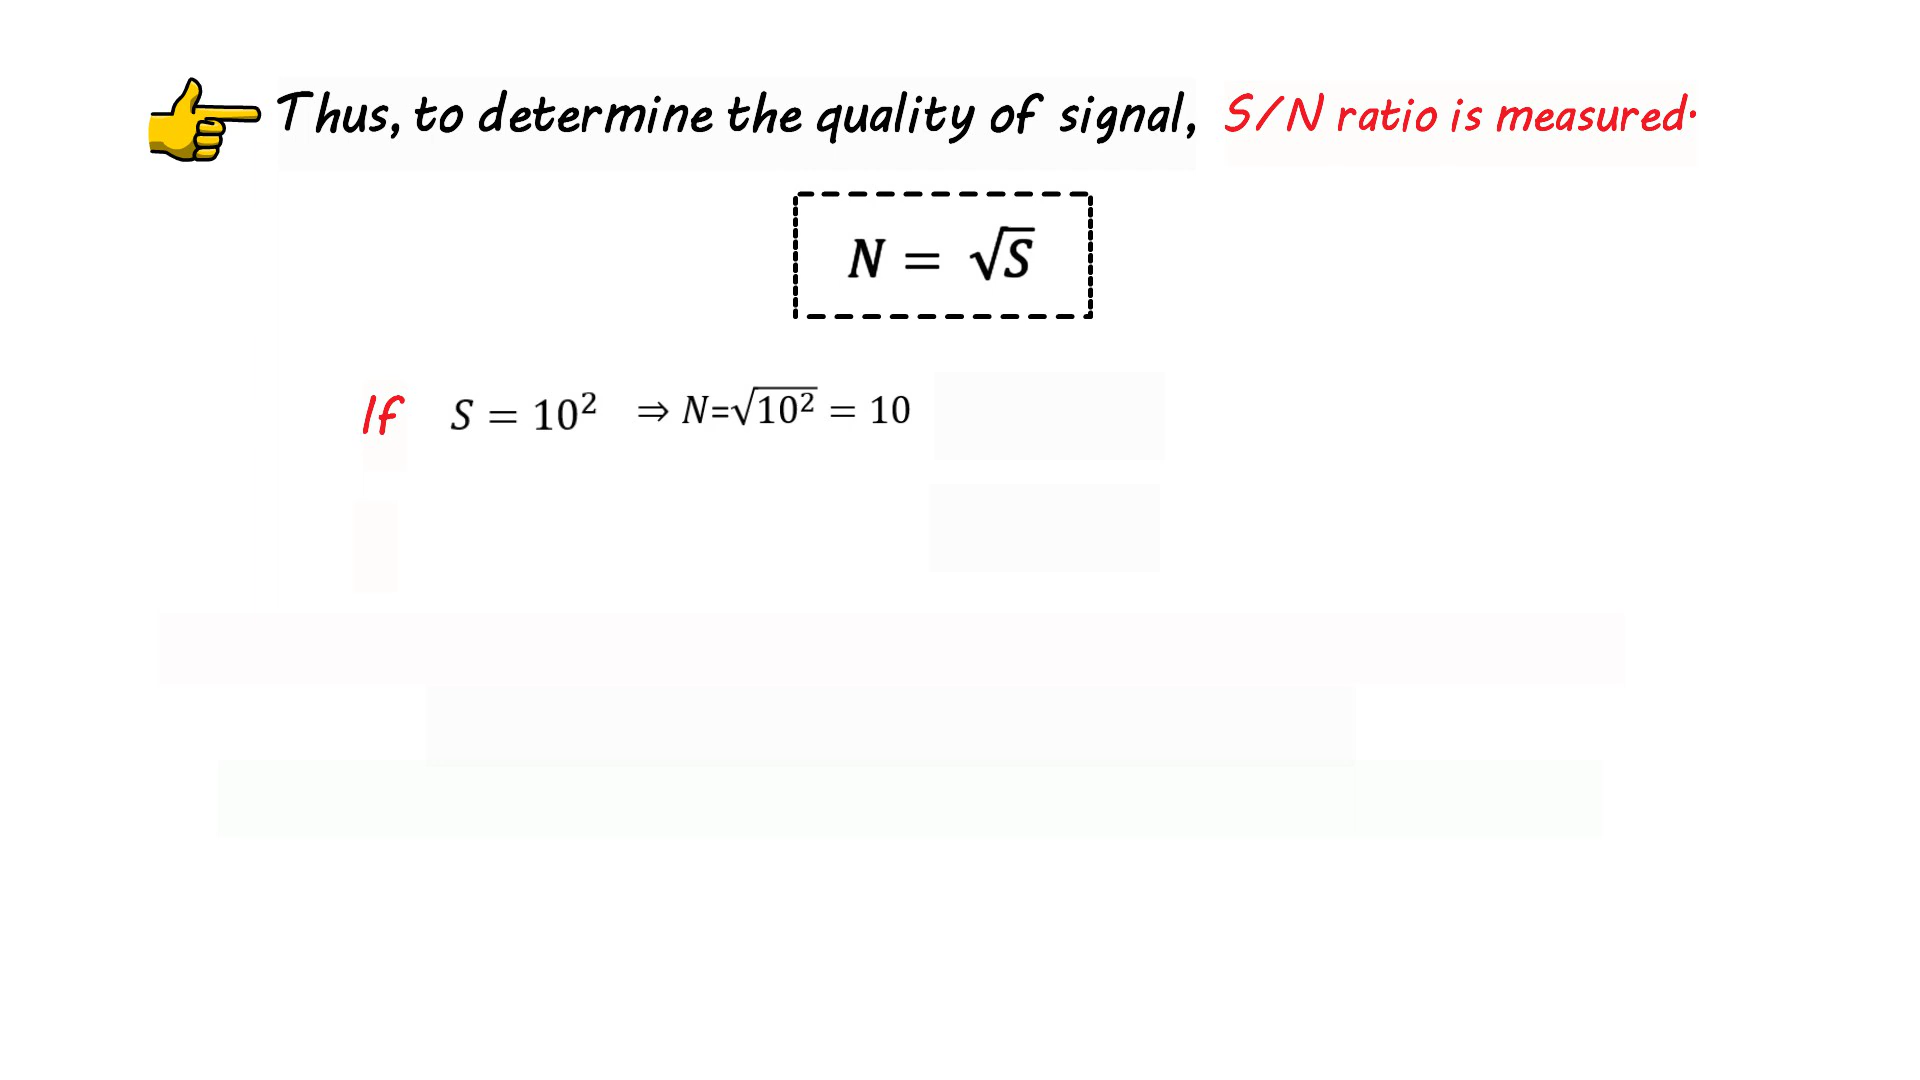 Thus, to determine the quality of signal, S/N ratio is measured.
N = √S
If S = 10² ⇒ N=√10² = 10